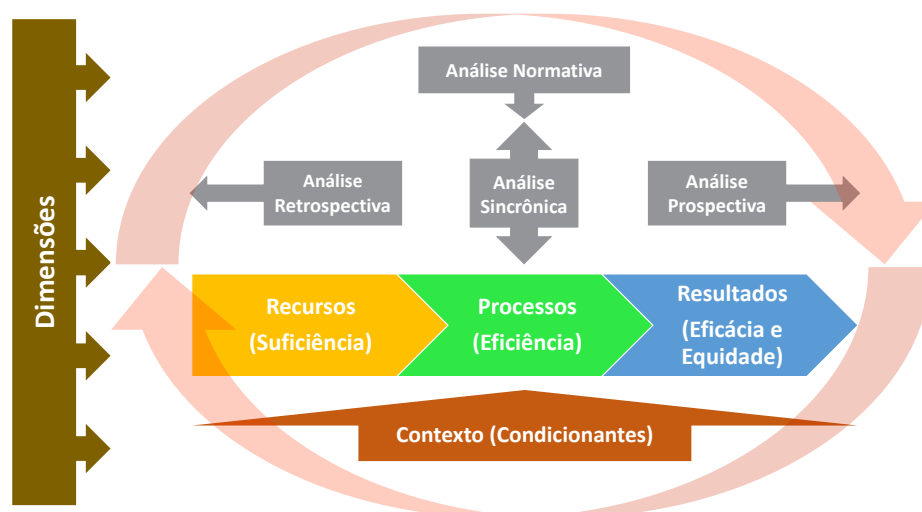 Dimensões
Análise Normativa
Análise
Retrospectiva
Análise
Sincrônica
Análise
Prospectiva
Recursos
(Suficiência)
Processos
(Eficiência)
Resultados
(Eficácia e
Equidade)
Contexto (Condicionantes)